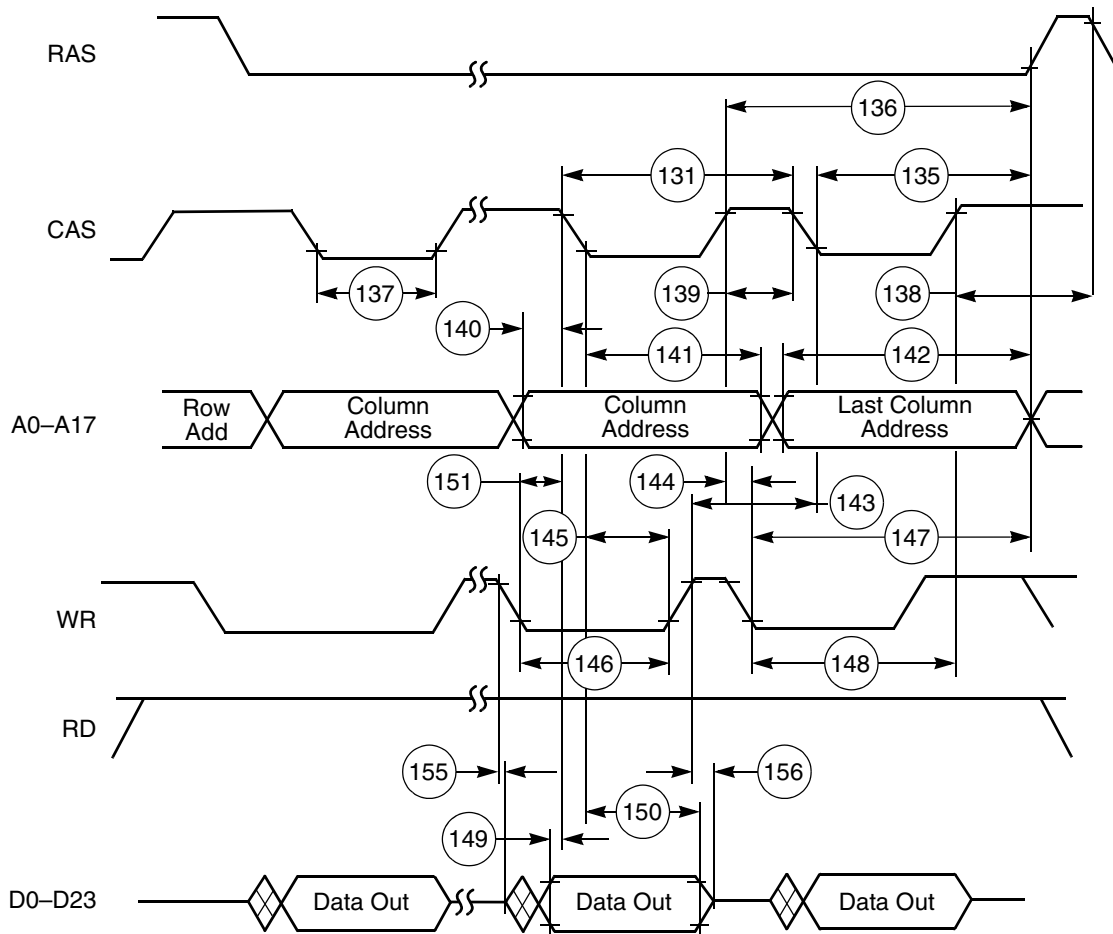 RAS
136
131
135
CAS
137
139
138
140
141
142
A0–A17
Row
Add
Column
Address
Column
Address
Last Column
Address
151
144
143
145
147
WR
146
148
RD
155
156
150
149
D0–D23
Data Out
Data Out
Data Out